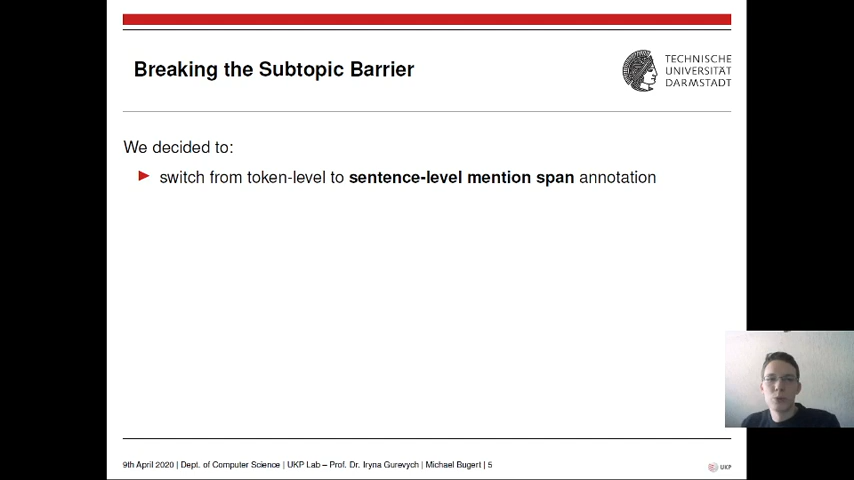 Breaking the Subtopic Barrier
TECHNISCHE
UNIVERSITÄT
DARMSTADT
We decided to:
switch from token-level to sentence-level mention span annotation
9th April 2020 | Dept. of Computer Science | UKP Lab – Prof. Dr. Iryna Gurevych | Michael Bugert | 5
UKP